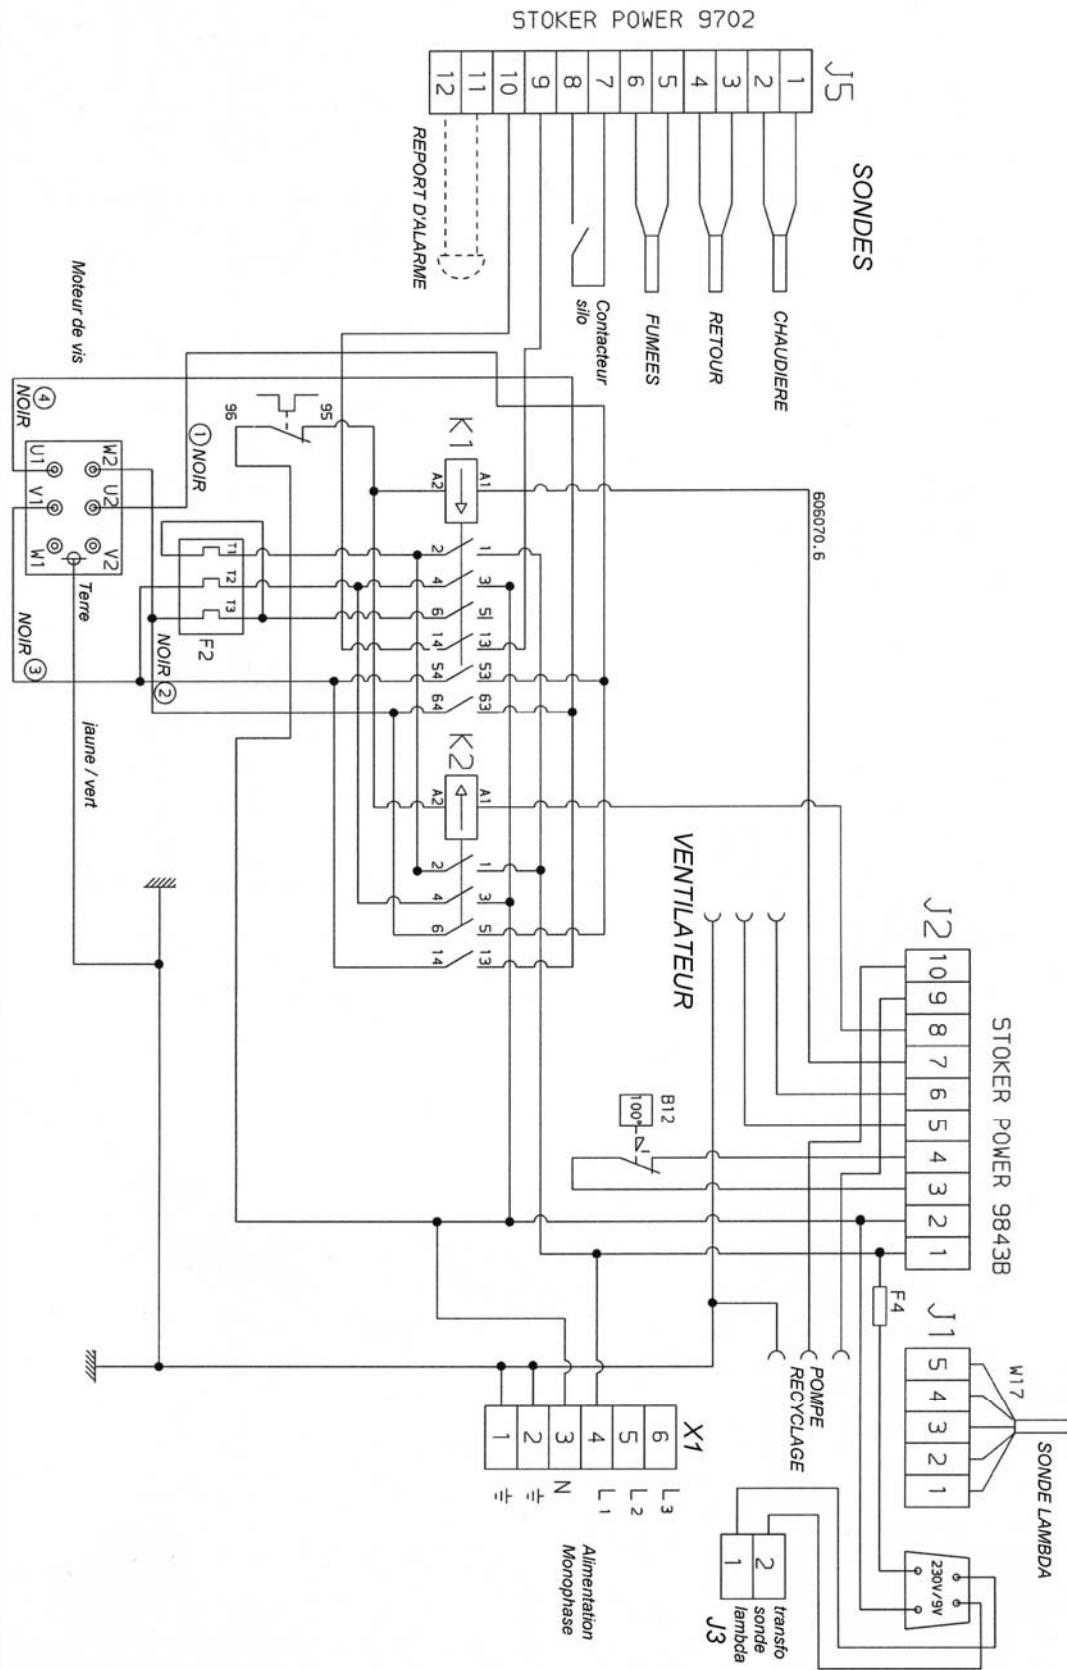 STOKER POWER 9702
J5
12 11 10 9 8 7 6 5 4 3 2 1
SONDES
CHAUDIERE
RETOUR
FUMEES
Contacteur
silo
REPORT D'ALARME
Moteur de vis
④
NOIR
① NOIR
U1 W2
V1 U2
W1 V2
Terre
NOIR ③
NOIR ②
jaune / vert
96 95
T1
T2
T3
F2
K1
A2 A1
2 1
4 3
6 5
14 13
54 53
64 63
K2
A2 A1
2 1
4 3
6 5
14 13
606070.6
VENTILATEUR
B12
100°
J2
10
9
8
7
6
5
4
3
2
1
STOKER POWER 9843B
F4
J1
5
4
3
2
1
W17
SONDE LAMBDA
POMPE
RECYCLAGE
X1
1 2 3 4 5 6
N L1 L2 L3
Alimentation
Monophase
1 2
transfo
sonde
lambda
J3
230V/9V